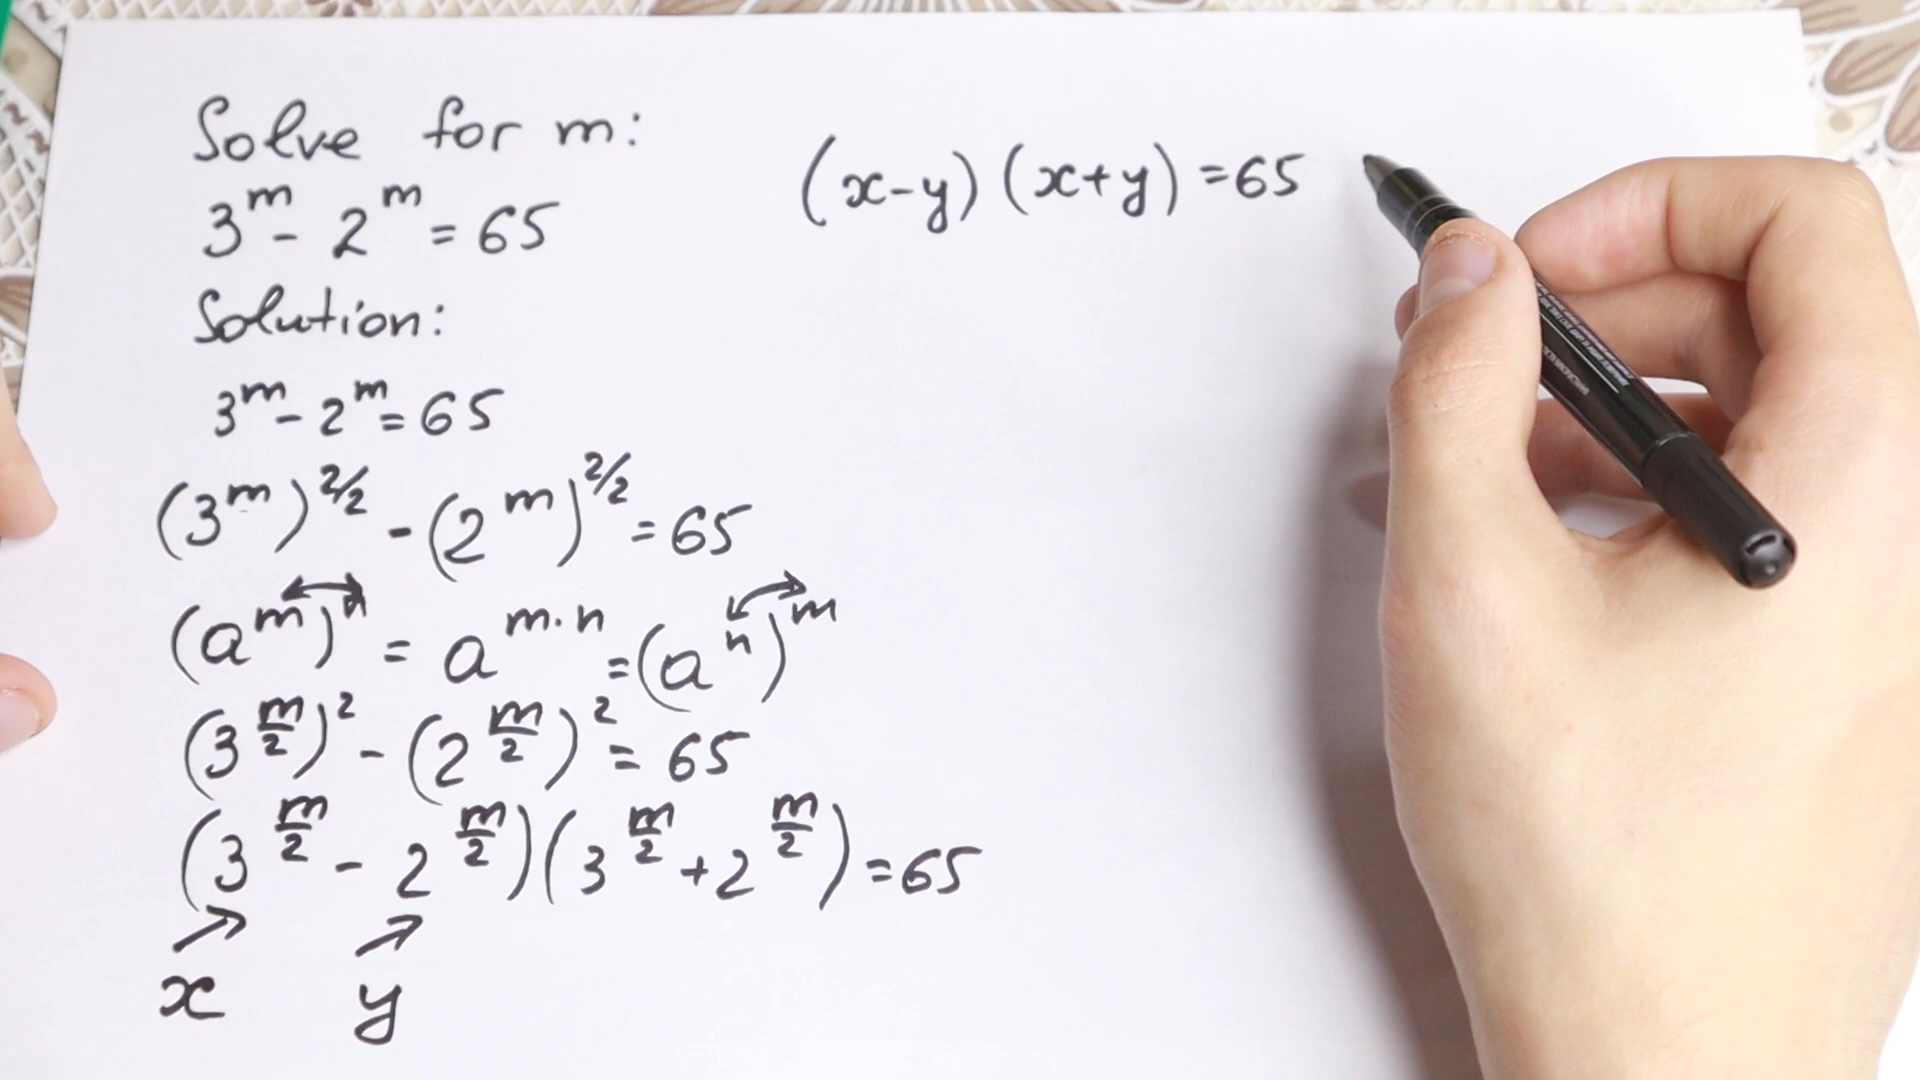 Solve for m:
3^m - 2^m = 65
Solution:
3^m - 2^m = 65
(3^m)^2/2 - (2^m)^2/2 = 65
(a^m)^n = a^m·n = (a^n)^m
(3^m/2)^2 - (2^m/2)^2 = 65
(3^m/2 - 2^m/2)(3^m/2 + 2^m/2) = 65
x y
(x-y)(x+y) = 65